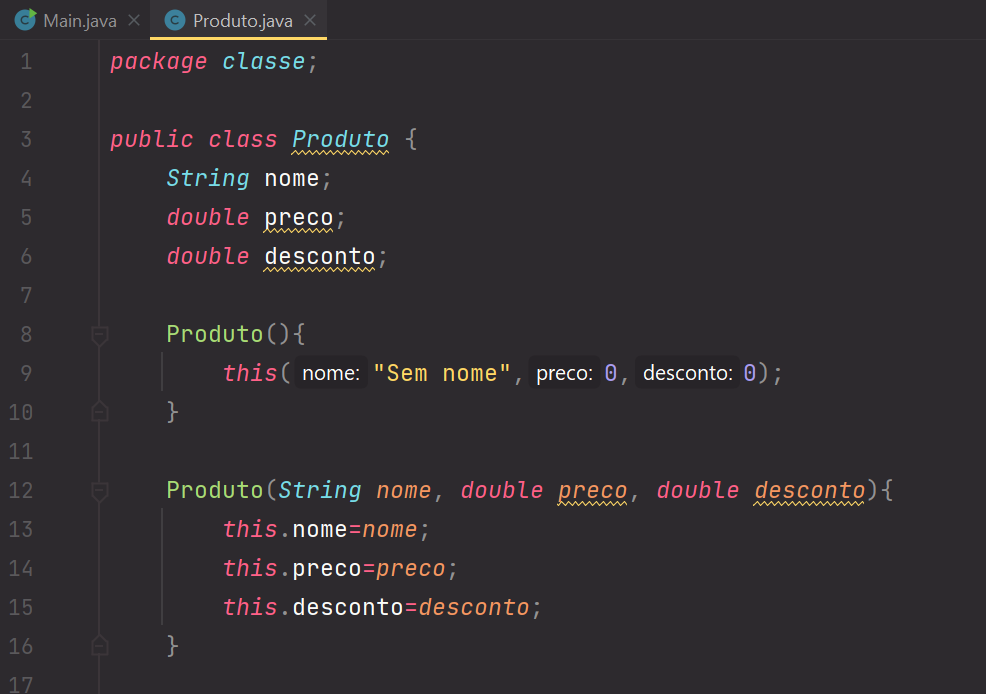 Main.java Produto.java
1 package classe;
2
3 public class Produto {
4 String nome;
5 double preco;
6 double desconto;
7
8 Produto(){
9 this( nome: "Sem nome", preco: 0, desconto: 0);
10 }
11
12 Produto(String nome, double preco, double desconto){
13 this.nome=nome;
14 this.preco=preco;
15 this.desconto=desconto;
16 }
17